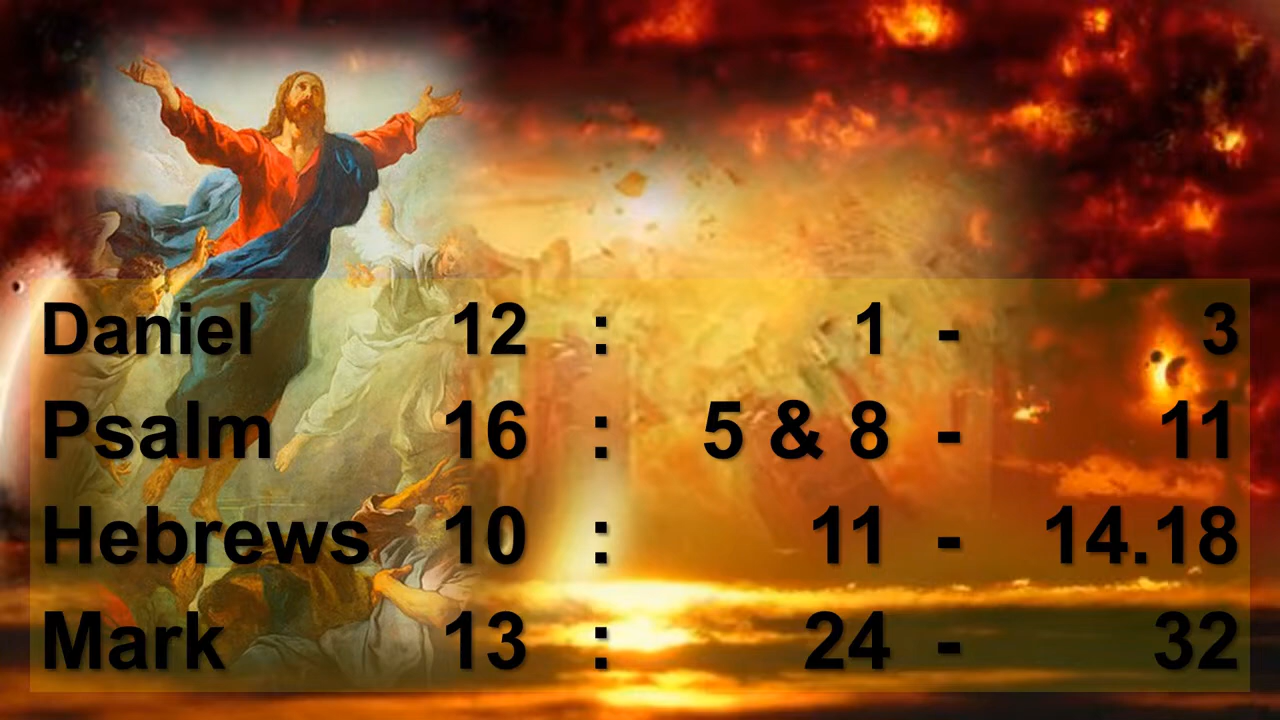 Daniel 12 : 1 - 3
Psalm 16 : 5 & 8 - 11
Hebrews 10 : 11 - 14.18
Mark 13 : 24 - 32